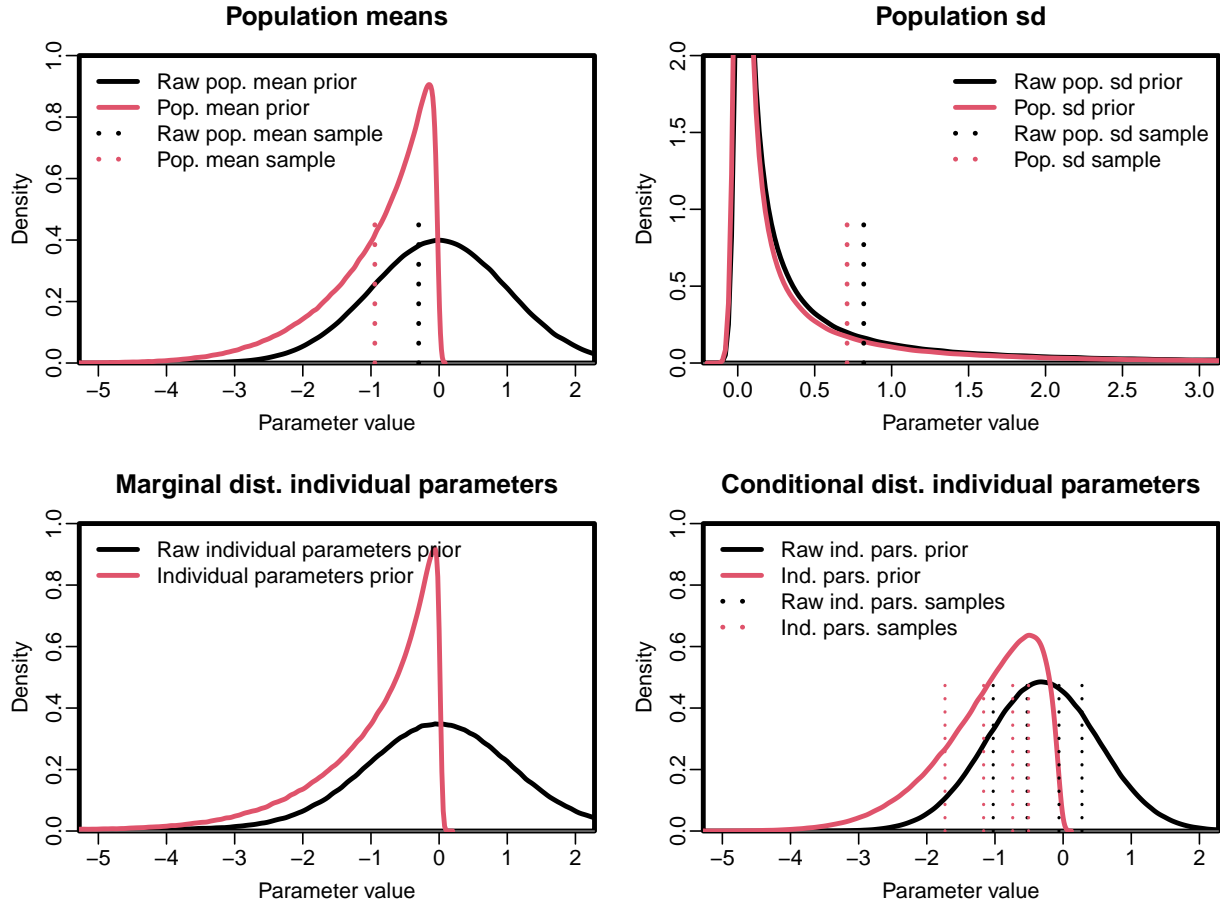 Population means
Density
0.0 0.2 0.4 0.6 0.8 1.0
Raw pop. mean prior
Pop. mean prior
Raw pop. mean sample
Pop. mean sample
−5 −4 −3 −2 −1 0 1 2
Parameter value
Population sd
Density
0.0 0.5 1.0 1.5 2.0
Raw pop. sd prior
Pop. sd prior
Raw pop. sd sample
Pop. sd sample
0.0 0.5 1.0 1.5 2.0 2.5 3.0
Parameter value
Marginal dist. individual parameters
Density
0.0 0.2 0.4 0.6 0.8 1.0
Raw individual parameters prior
Individual parameters prior
−5 −4 −3 −2 −1 0 1 2
Parameter value
Conditional dist. individual parameters
Density
0.0 0.2 0.4 0.6 0.8 1.0
Raw ind. pars. prior
Ind. pars. prior
Raw ind. pars. samples
Ind. pars. samples
−5 −4 −3 −2 −1 0 1 2
Parameter value